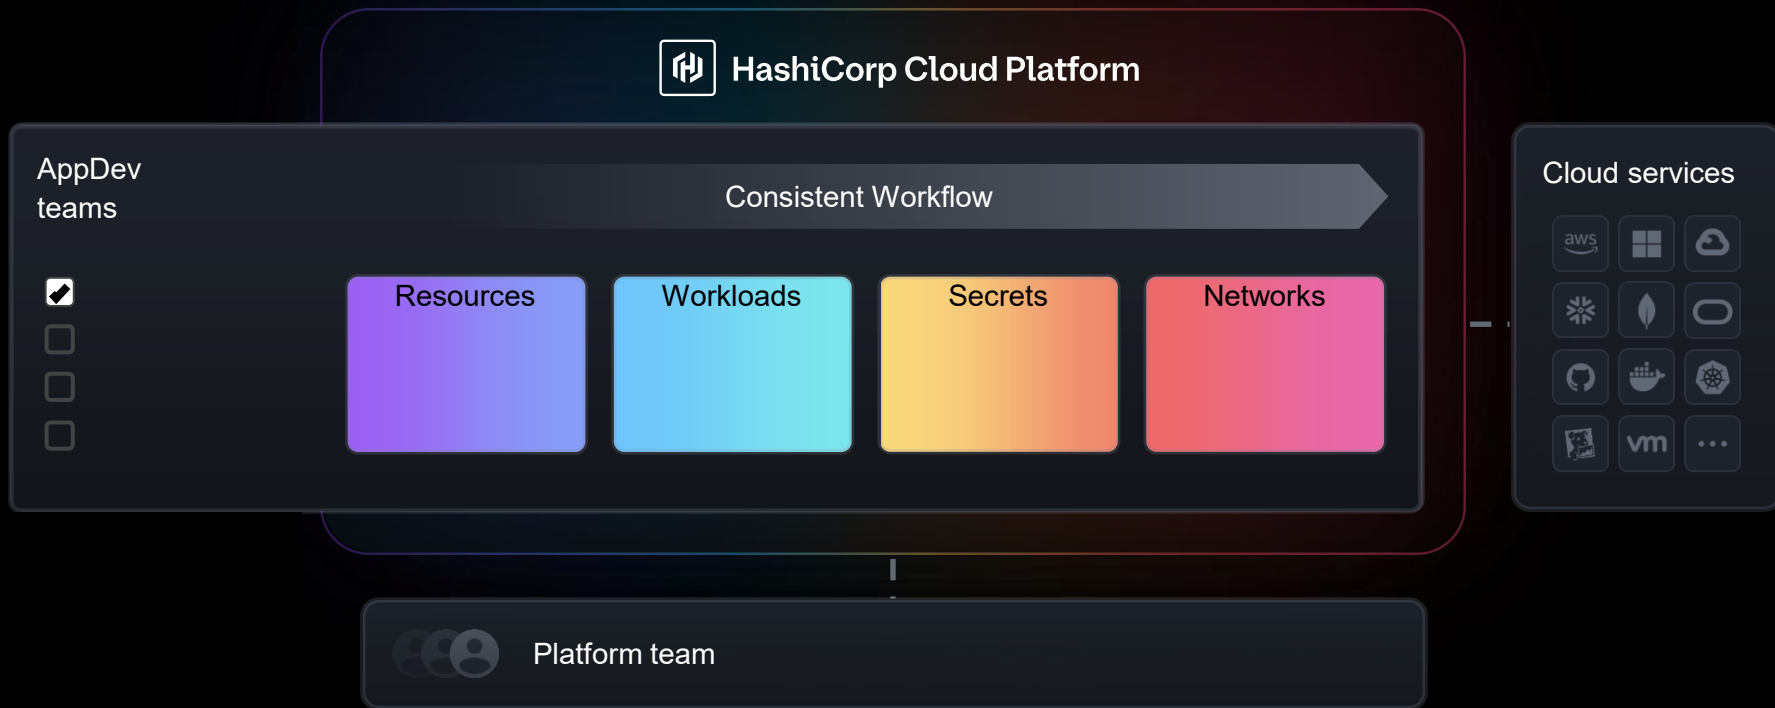 HashiCorp Cloud Platform
AppDev
teams
Consistent Workflow
Resources
Workloads
Secrets
Networks
Cloud services
aws
vm
Platform team